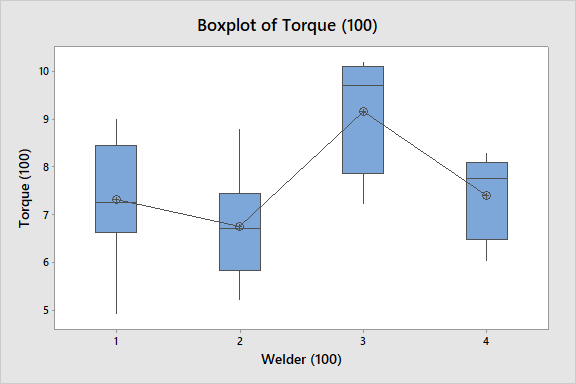 Boxplot of Torque (100)
Torque (100)
10
9
8
7
6
5
1 2 3 4
Welder (100)